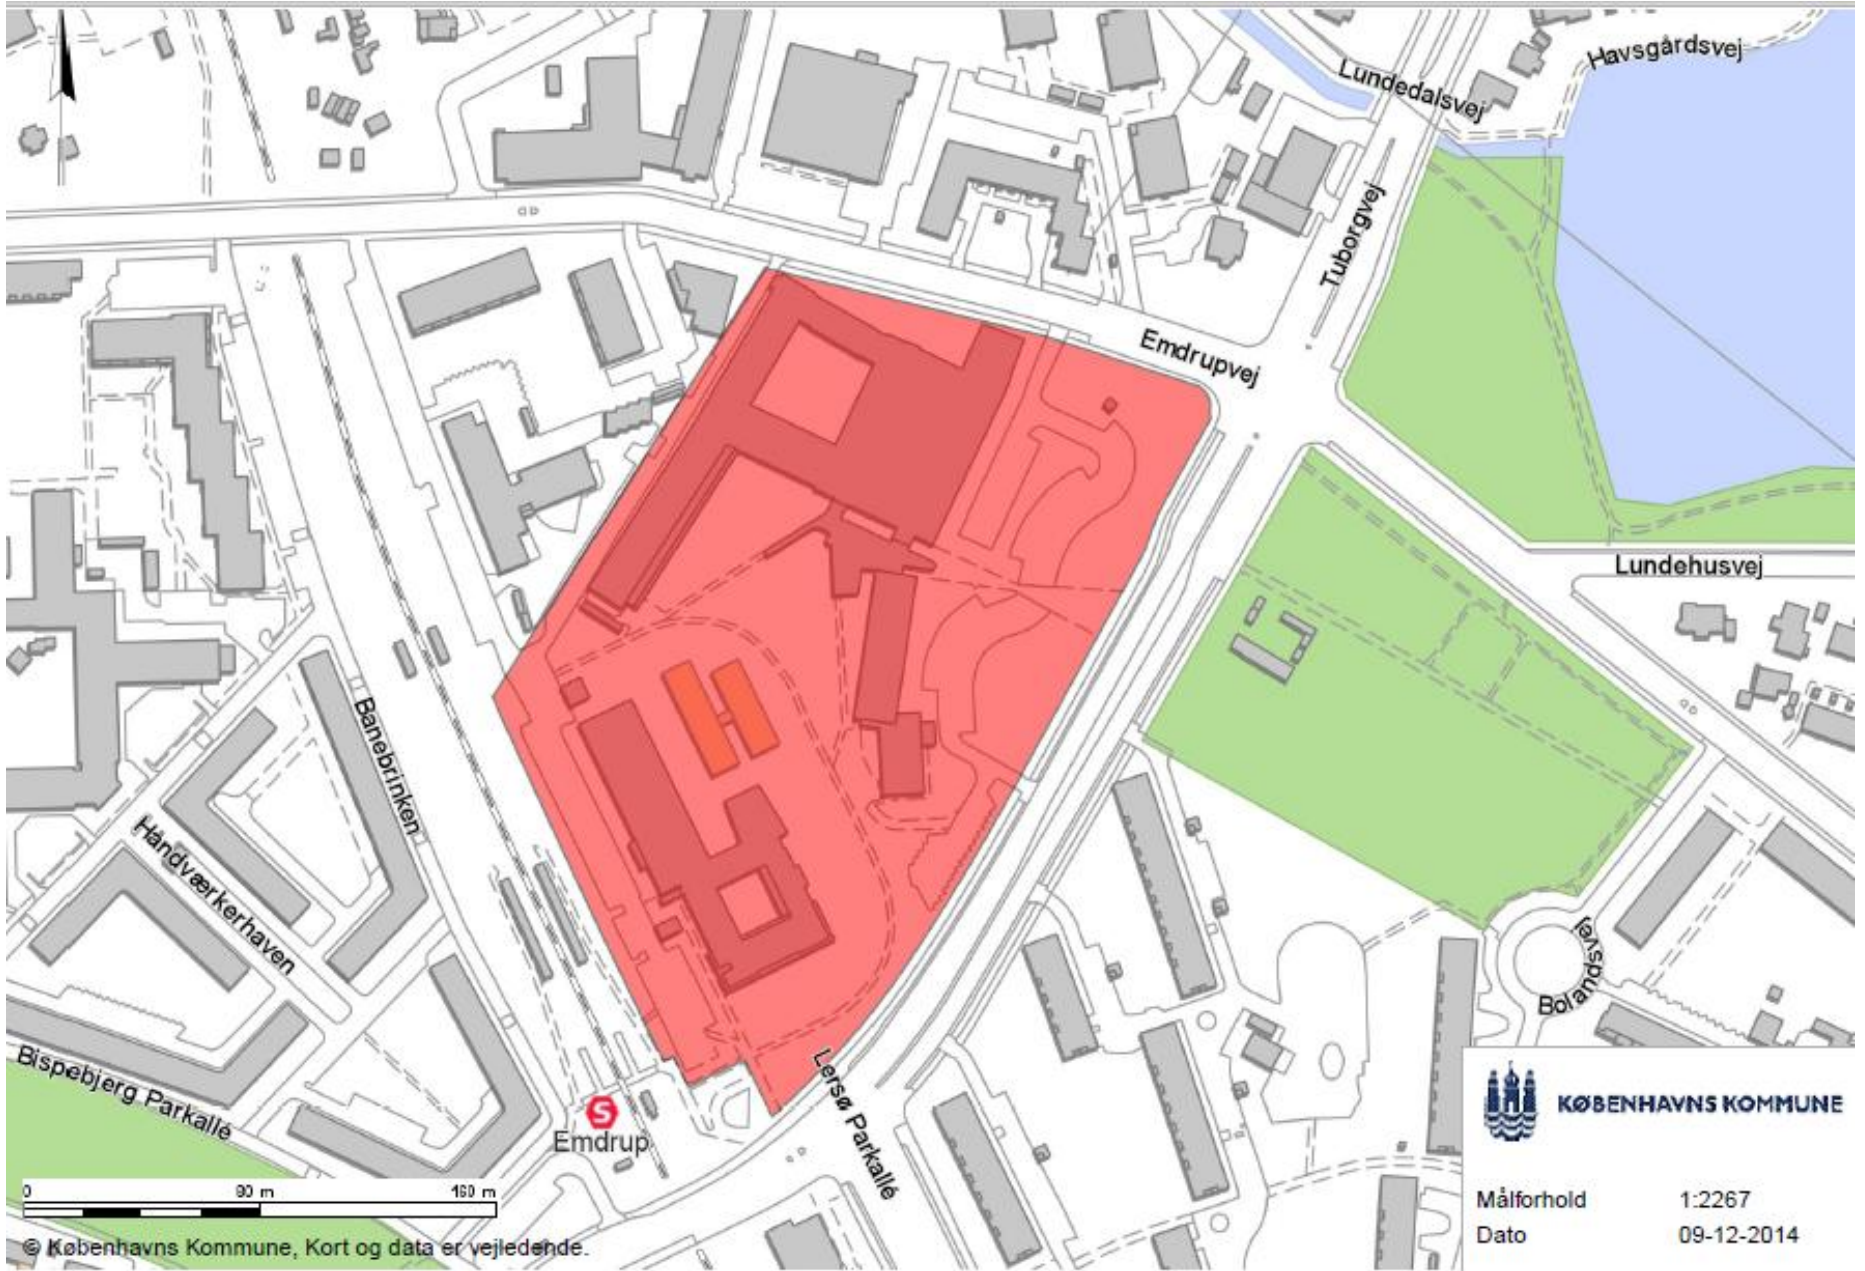 Havsgårdsvej
Lundedalsvej
Tuborgvej
Emdrupvej
Lundehusvej
Banebrinken
Håndværkerhaven
Bolandsvej
Bispebjerg Parkallé
Lersø Parkallé
S
Emdrup
KØBENHAVNS KOMMUNE
0 80 m 160 m
Målforhold 1:2267
Dato 09-12-2014
© Københavns Kommune, Kort og data er vejledende.